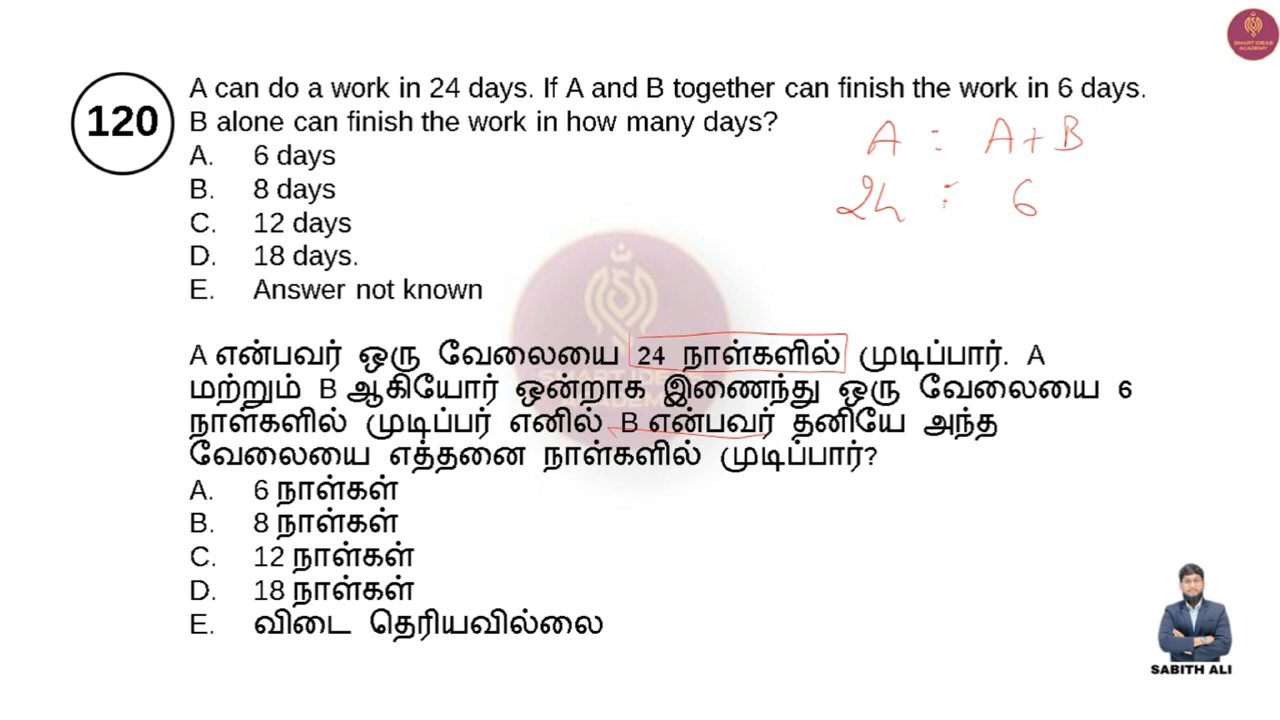 SMART IDEAS
ACADEMY
120
A can do a work in 24 days. If A and B together can finish the work in 6 days.
B alone can finish the work in how many days?
A : A+B
A. 6 days
24 : 6
B. 8 days
C. 12 days
D. 18 days.
E. Answer not known
A என்பவர் ஒரு வேலையை 24 நாள்களில் முடிப்பார். A
மற்றும் B ஆகியோர் ஒன்றாக இணைந்து ஒரு வேலையை 6
நாள்களில் முடிப்பர் எனில் B என்பவர் தனியே அந்த
வேலையை எத்தனை நாள்களில் முடிப்பார்?
A. 6 நாள்கள்
B. 8 நாள்கள்
C. 12 நாள்கள்
D. 18 நாள்கள்
E. விடை தெரியவில்லை
SABITH ALI